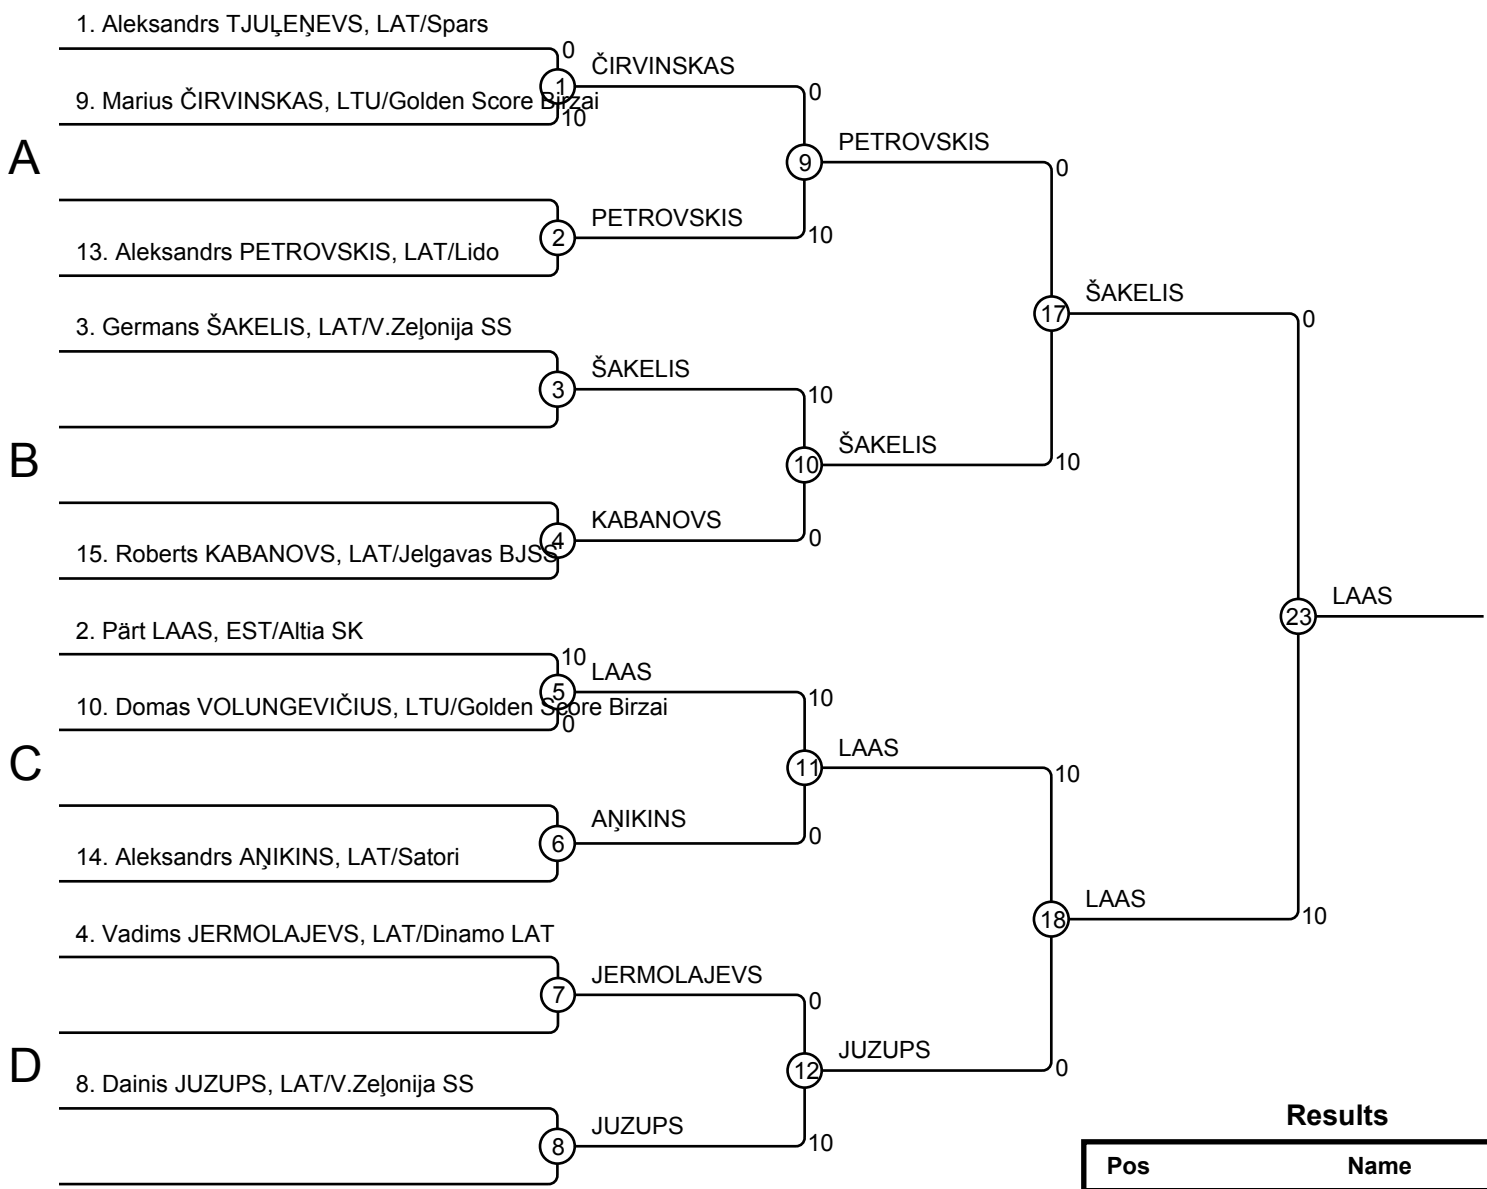 1. Aleksandrs TJUĻEŅEVS, LAT/Spars
0
ČIRVINSKAS
1
9. Marius ČIRVINSKAS, LTU/Golden Score Birzai
10
0
A
PETROVSKIS
9
0
PETROVSKIS
2
10
13. Aleksandrs PETROVSKIS, LAT/Lido
ŠAKELIS
17
0
3. Germans ŠAKELIS, LAT/V.Zeļonija SS
ŠAKELIS
3
10
B
ŠAKELIS
10
10
KABANOVS
4
0
15. Roberts KABANOVS, LAT/Jelgavas BJSS
LAAS
23
2. Pärt LAAS, EST/Altia SK
10
LAAS
5
10
10. Domas VOLUNGEVIČIUS, LTU/Golden Score Birzai
0
C
LAAS
11
10
AŅIKINS
6
0
14. Aleksandrs AŅIKINS, LAT/Satori
LAAS
18
10
4. Vadims JERMOLAJEVS, LAT/Dinamo LAT
JERMOLAJEVS
7
0
D
JUZUPS
12
0
8. Dainis JUZUPS, LAT/V.Zeļonija SS
JUZUPS
8
10
Results
Pos Name